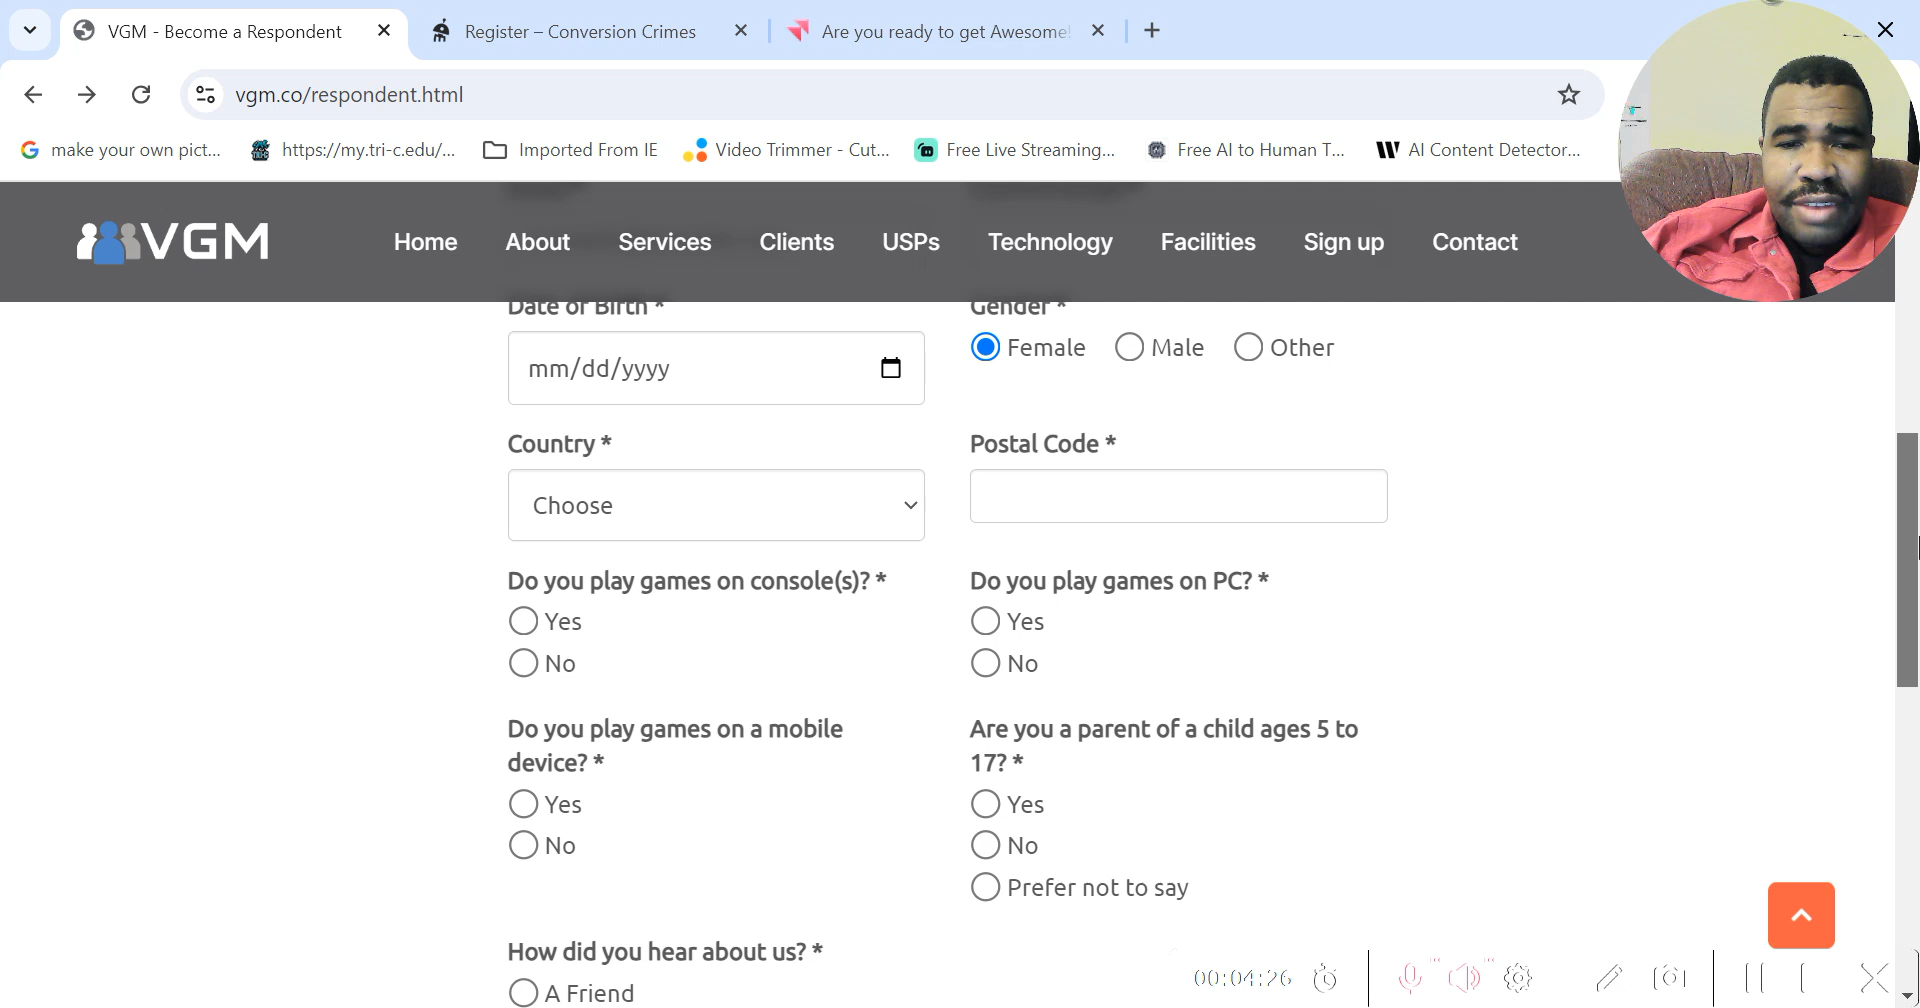 VGM - Become a Respondent
Register – Conversion Crimes
Are you ready to get Awesome!
vgm.co/respondent.html
make your own pict...
https://my.tri-c.edu/...
Imported From IE
Video Trimmer - Cut...
Free Live Streaming...
Free AI to Human T...
AI Content Detector...
VGM
Home
About
Services
Clients
USPs
Technology
Facilities
Sign up
Contact
Date of Birth *
Gender *
mm/dd/yyyy
Female
Male
Other
Country *
Postal Code *
Choose
Do you play games on console(s)? *
Do you play games on PC? *
Yes
Yes
No
No
Do you play games on a mobile
device? *
Are you a parent of a child ages 5 to
17? *
Yes
Yes
No
No
Prefer not to say
How did you hear about us? *
A Friend
00:04:26